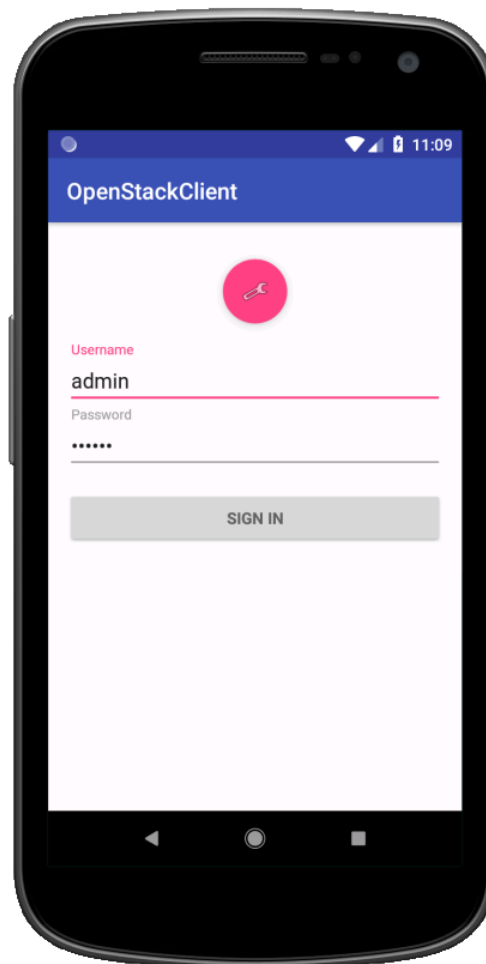 11:09
OpenStackClient
Username
admin
Password
••••••
SIGN IN